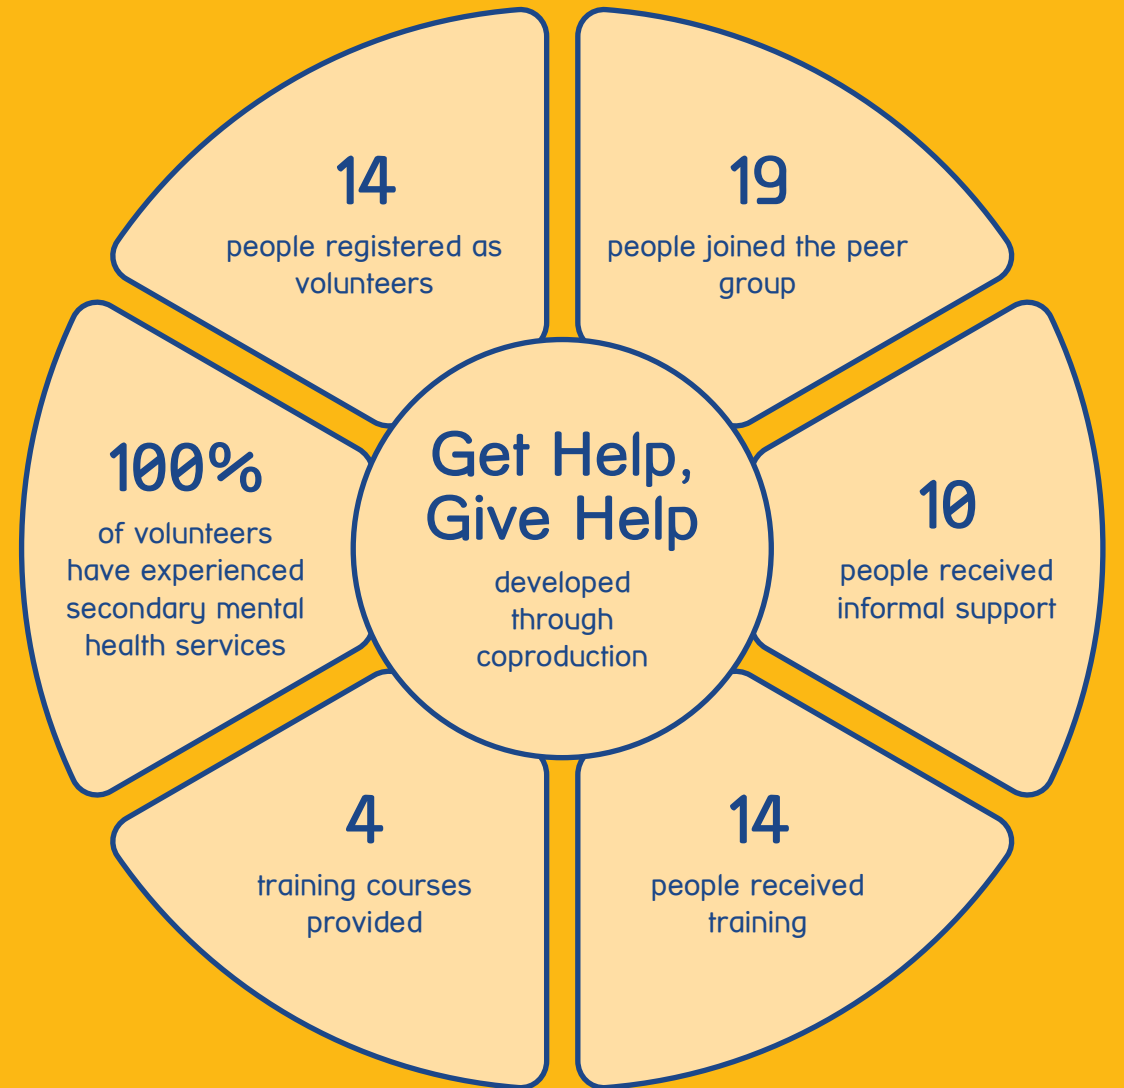 14
people registered as
volunteers
19
people joined the peer
group
100%
of volunteers
have experienced
secondary mental
health services
Get Help,
Give Help
developed
through
coproduction
10
people received
informal support
4
training courses
provided
14
people received
training